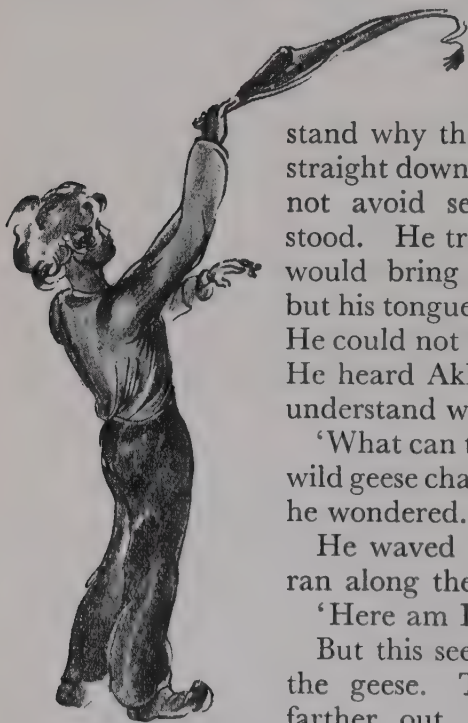 stand why th
straight down
not avoid se
stood. He tr
would bring
but his tongue
He could not
He heard Ak
understand w
‘What can t
wild geese cha
he wondered.
He waved
ran along the
‘Here am I
But this see
the geese. T
farther out